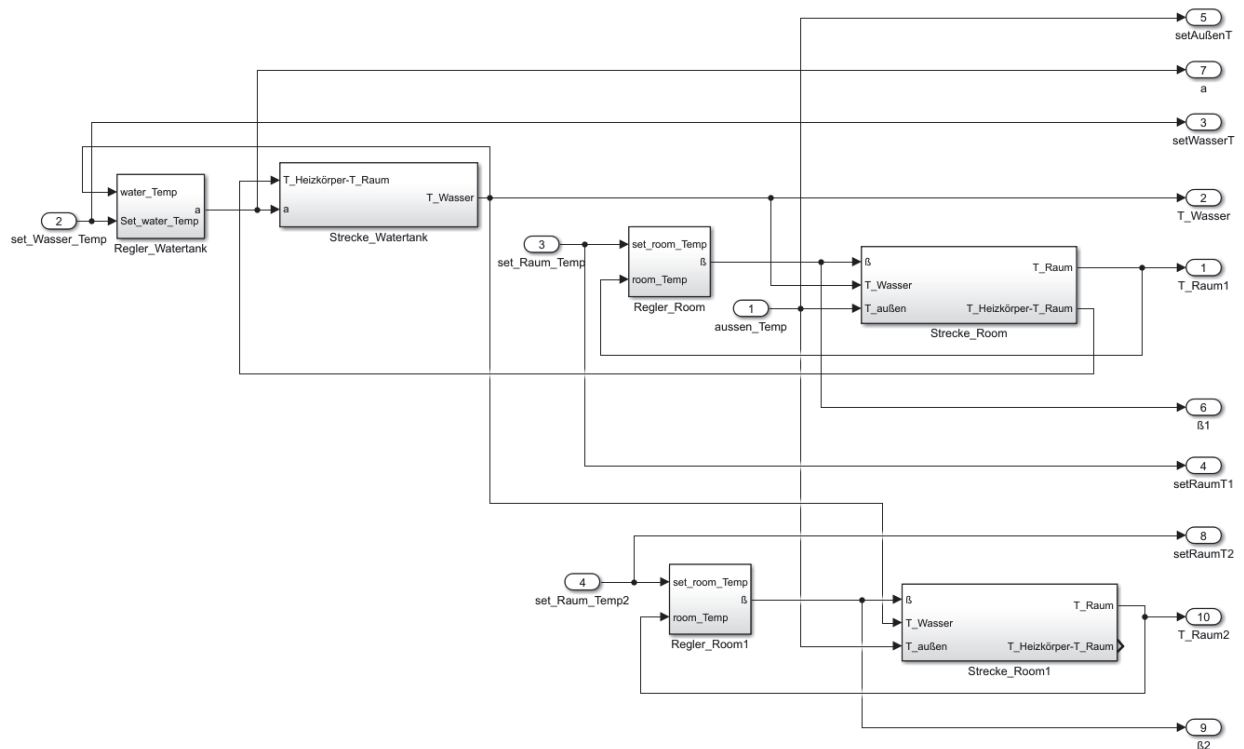 5
setAußenT
7
a
3
setWasserT
water_Temp
a
Set_water_Temp
Regler_Watertank
2
set_Wasser_Temp
T_Heizkörper-T_Raum
T_Wasser
a
Strecke_Watertank
2
T_Wasser
3
set_Raum_Temp
set_room_Temp
ß
room_Temp
Regler_Room
1
aussen_Temp
ß
T_Raum
T_Wasser
T_außen
T_Heizkörper-T_Raum
Strecke_Room
1
T_Raum1
6
ß1
4
setRaumT1
8
setRaumT2
4
set_Raum_Temp2
set_room_Temp
ß
room_Temp
Regler_Room1
ß
T_Raum
T_Wasser
T_außen
T_Heizkörper-T_Raum
Strecke_Room1
10
T_Raum2
9
ß2